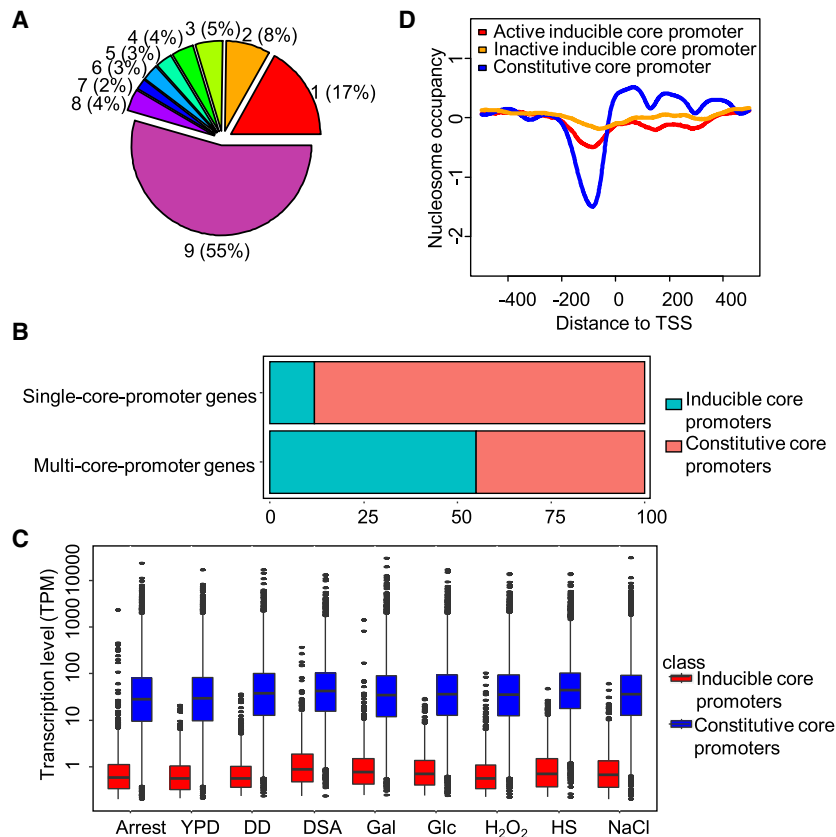 A
1 (17%)
2 (8%)
3 (5%)
4 (4%)
5 (3%)
6 (3%)
7 (2%)
8 (4%)
9 (55%)
D
Active inducible core promoter
Inactive inducible core promoter
Constitutive core promoter
Nucleosome occupancy
1
0
-1
-2
-400 -200 0 200 400
Distance to TSS
B
Single-core-promoter genes
Multi-core-promoter genes
0 25 50 75 100
Inducible core
promoters
Constitutive core
promoters
C
Transcription level (TPM)
10000
1000
100
10
1
Arrest YPD DD DSA Gal Glc H₂O₂ HS NaCl
class
Inducible core
promoters
Constitutive core
promoters